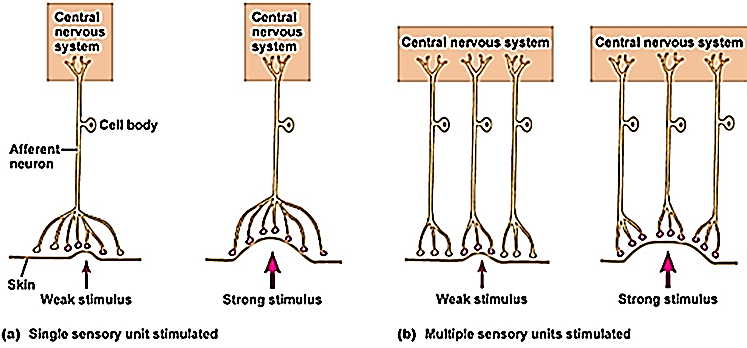 Central
nervous
system
Central
nervous
system
Central nervous system
Central nervous system
Cell body
Afferent
neuron
Skin
Weak stimulus
Strong stimulus
Weak stimulus
Strong stimulus
(a) Single sensory unit stimulated
(b) Multiple sensory units stimulated